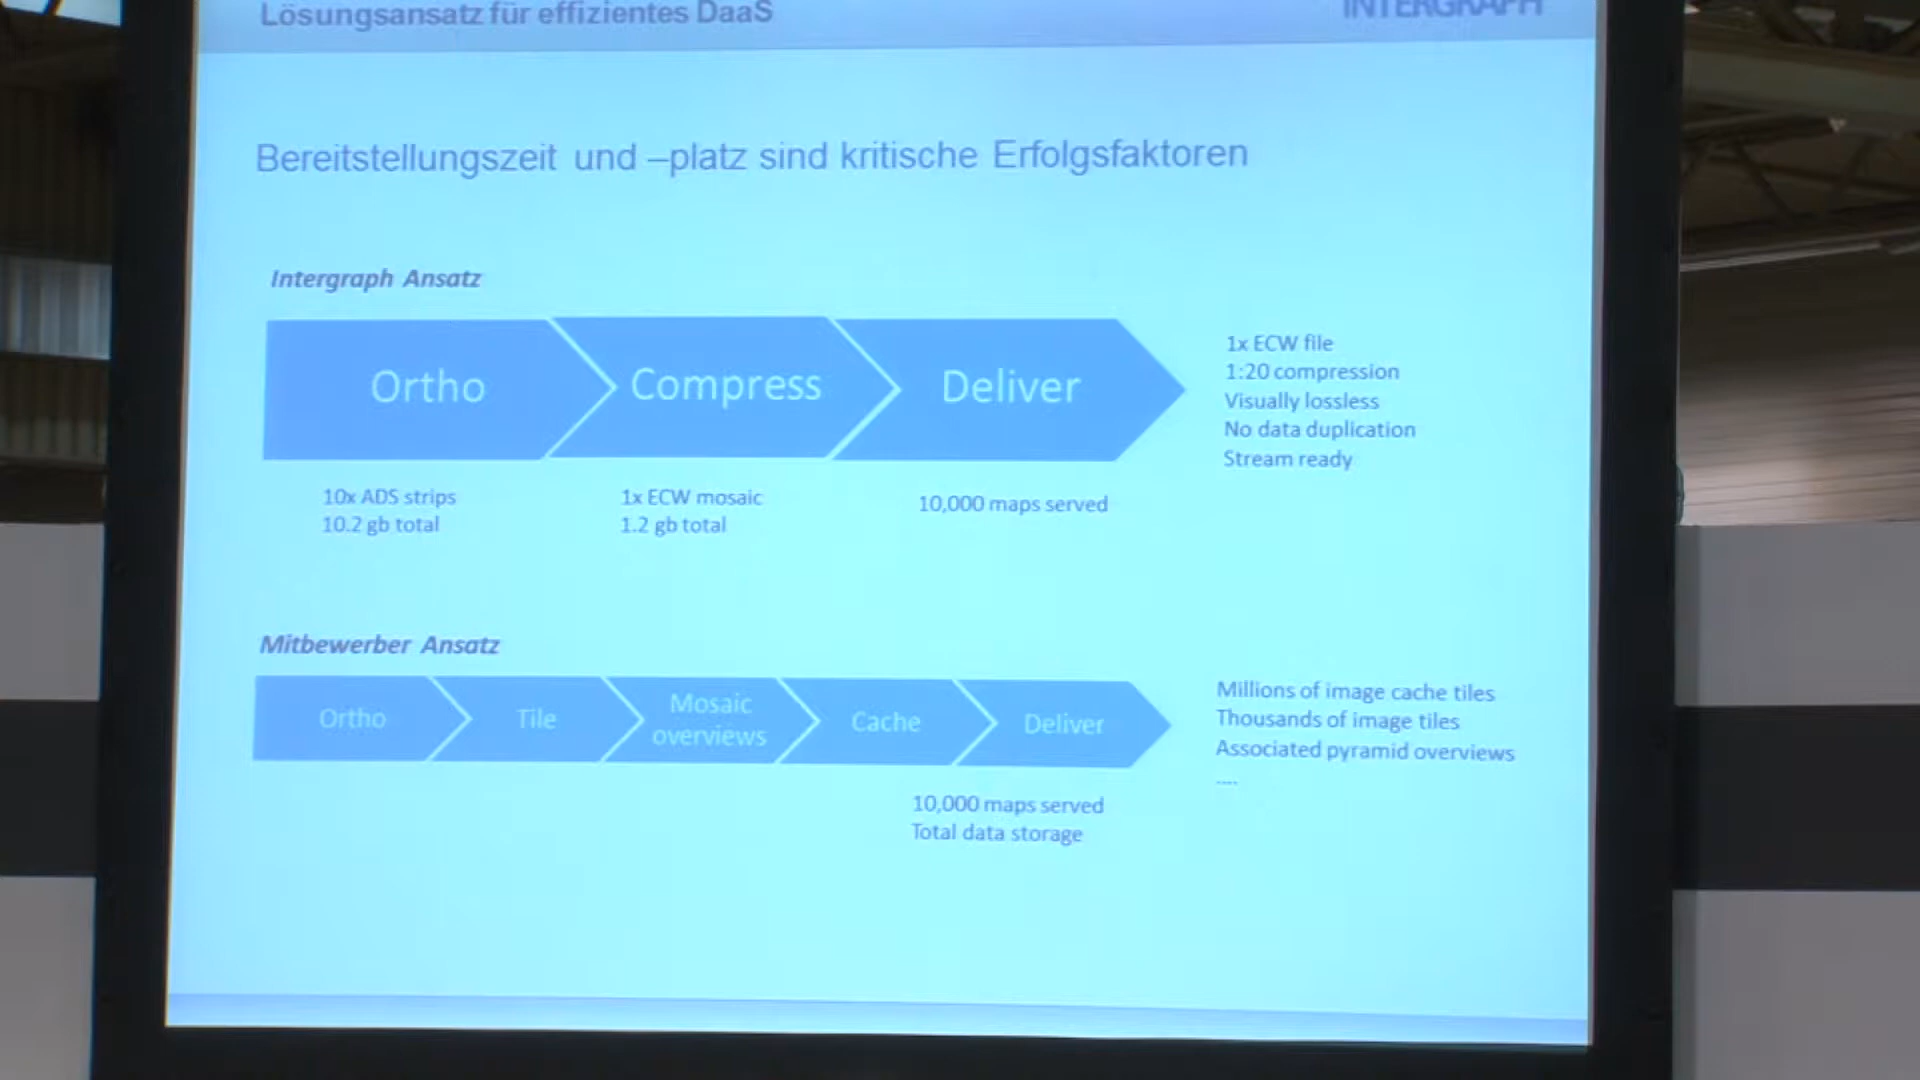 Lösungsansatz für effizientes DaaS
INTERGRAPH
Bereitstellungszeit und –platz sind kritische Erfolgsfaktoren
Intergraph Ansatz
Ortho
Compress
Deliver
1x ECW file
1:20 compression
Visually lossless
No data duplication
Stream ready
10x ADS strips
10.2 gb total
1x ECW mosaic
1.2 gb total
10,000 maps served
Mitbewerber Ansatz
Ortho
Tile
Mosaic
overviews
Cache
Deliver
Millions of image cache tiles
Thousands of image tiles
Associated pyramid overviews
....
10,000 maps served
Total data storage